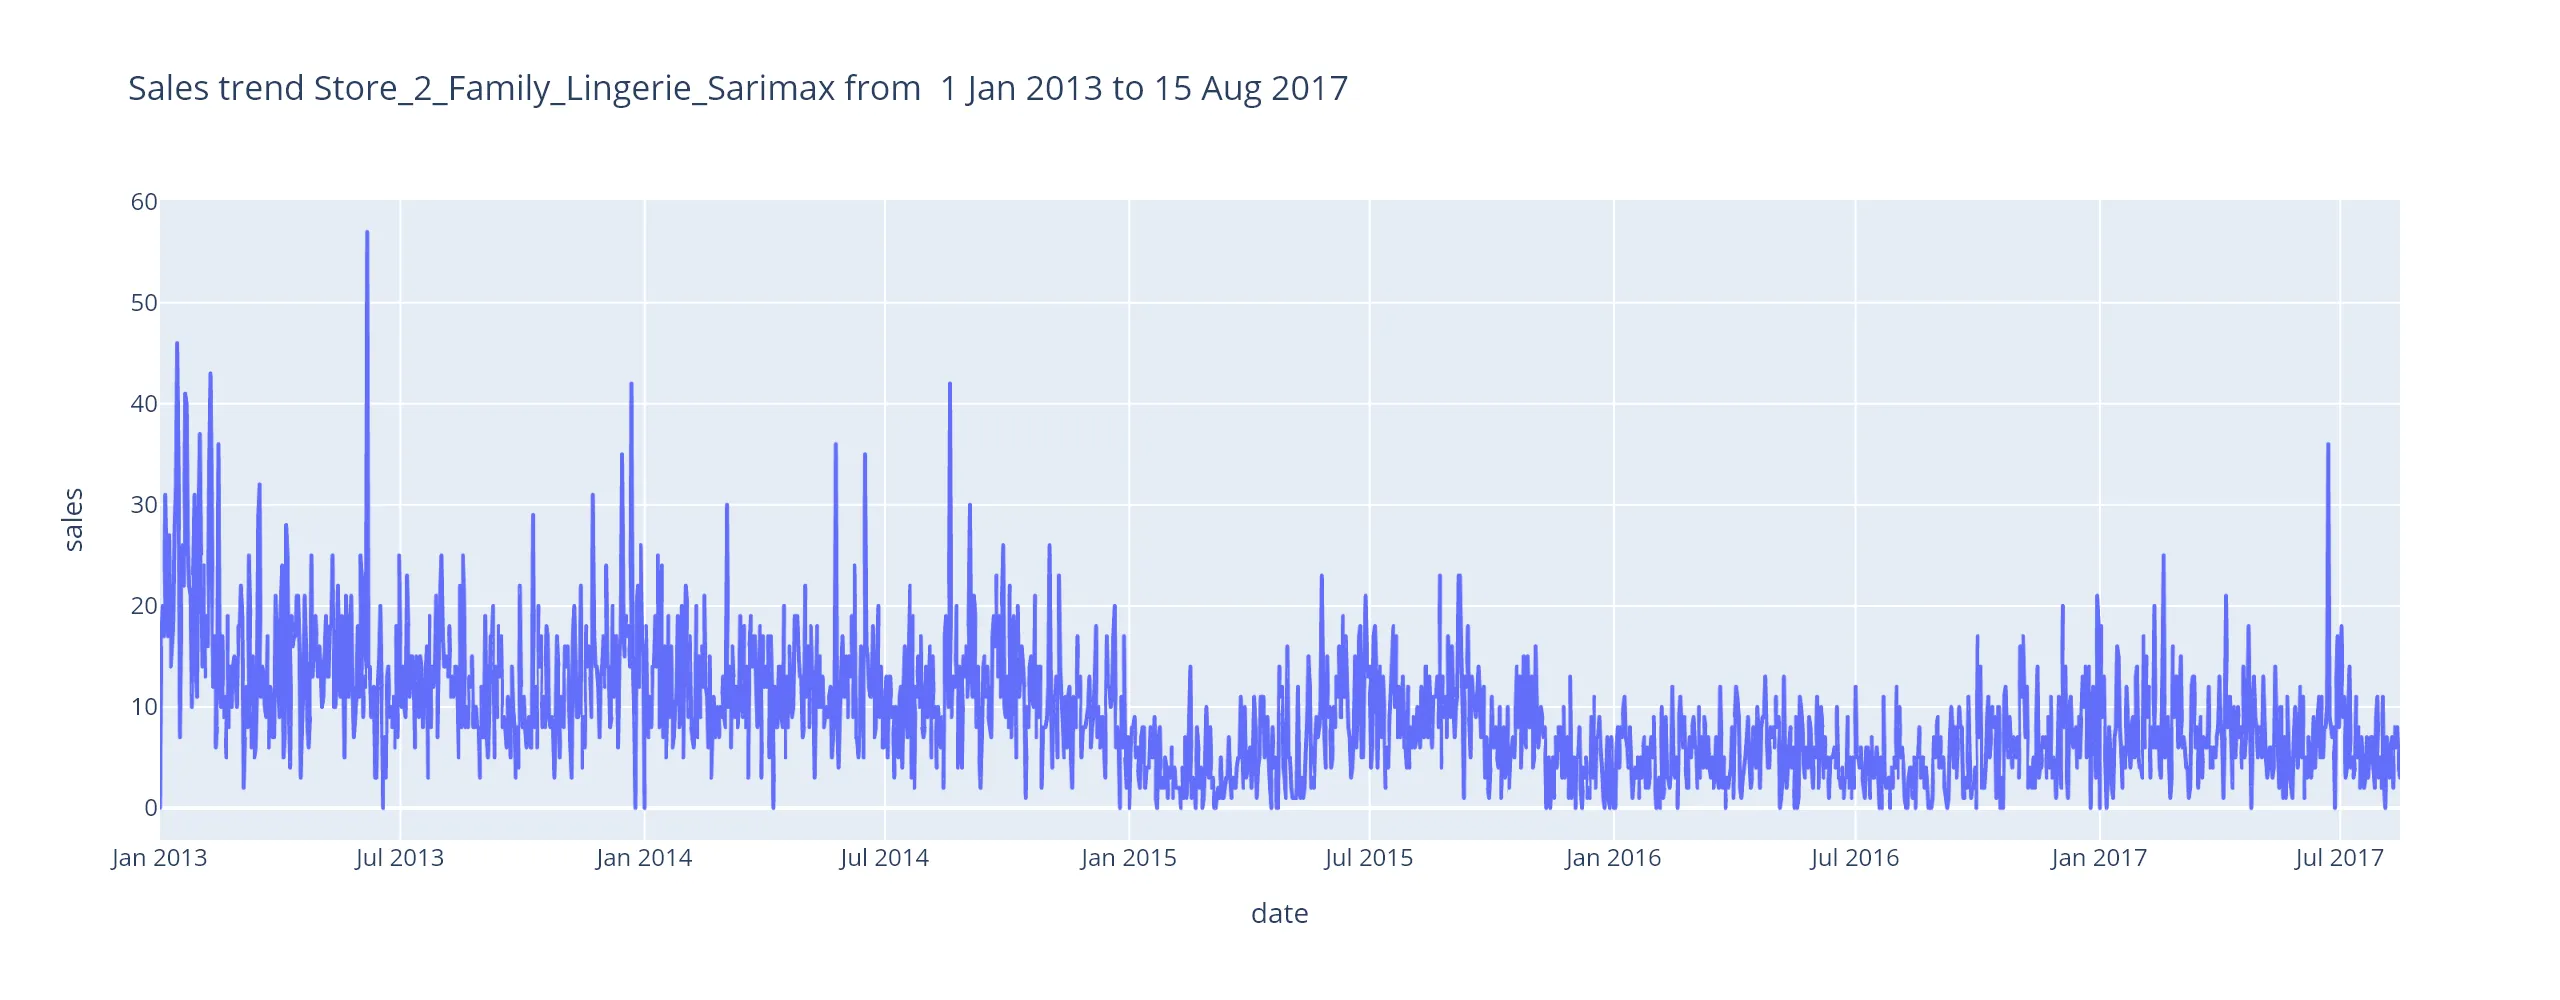 Sales trend Store_2_Family_Lingerie_Sarimax from  1 Jan 2013 to 15 Aug 2017
60
50
40
30
20
10
0
sales
Jan 2013 Jul 2013 Jan 2014 Jul 2014 Jan 2015 Jul 2015 Jan 2016 Jul 2016 Jan 2017 Jul 2017
date